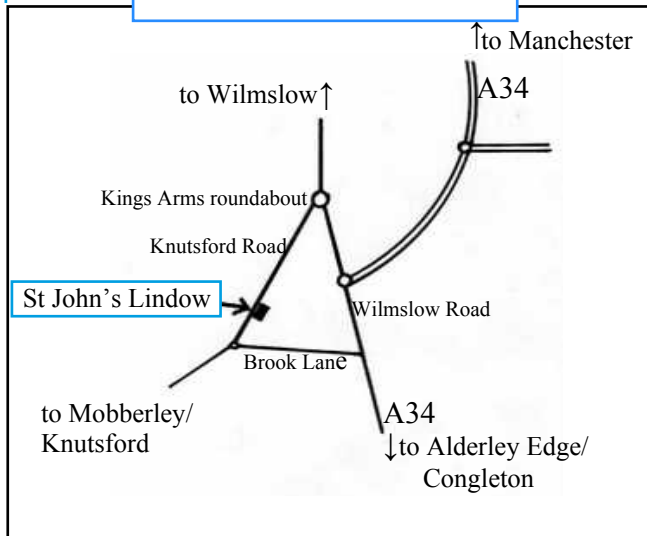 ↑to Manchester
A34
to Wilmslow↑
Kings Arms roundabout
Knutsford Road
St John’s Lindow
Wilmslow Road
Brook Lane
to Mobberley/
Knutsford
A34
↓to Alderley Edge/
Congleton